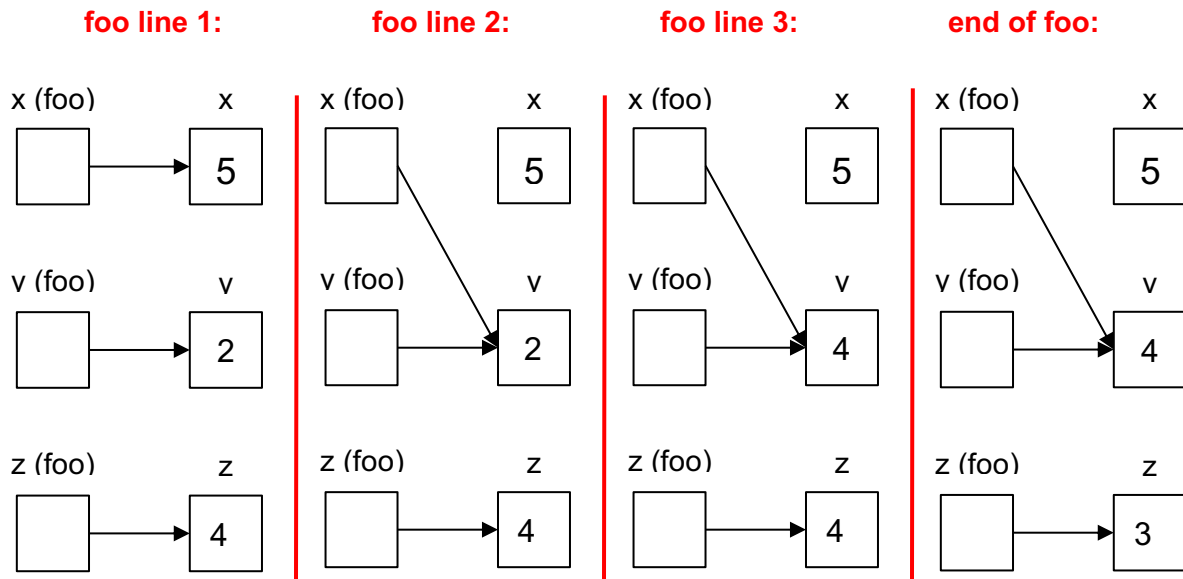 foo line 1: foo line 2: foo line 3: end of foo:
x (foo) x x (foo) x x (foo) x x (foo) x
5 5 5 5
y (foo) y y (foo) y y (foo) y y (foo) y
2 2 4 4
z (foo) z z (foo) z z (foo) z z (foo) z
4 4 4 3